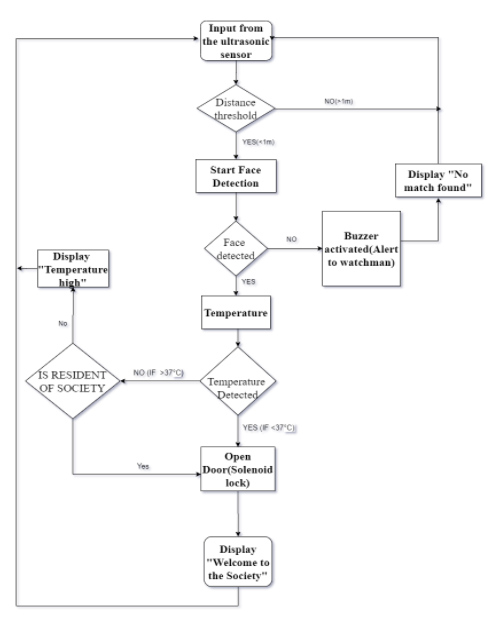 Input from
the ultrasonic
sensor
Distance
threshold
NO(>1m)
YES(<1m)
Start Face
Detection
Display "No
match found"
Face
detected
NO
Buzzer
activated(Alert
to watchman)
YES
Display
"Temperature
high"
Temperature
No
IS RESIDENT
OF SOCIETY
NO (IF >37°C)
Temperature
Detected
YES (IF <37°C)
Open
Door(Solenoid
lock)
Yes
Display
"Welcome to
the Society"